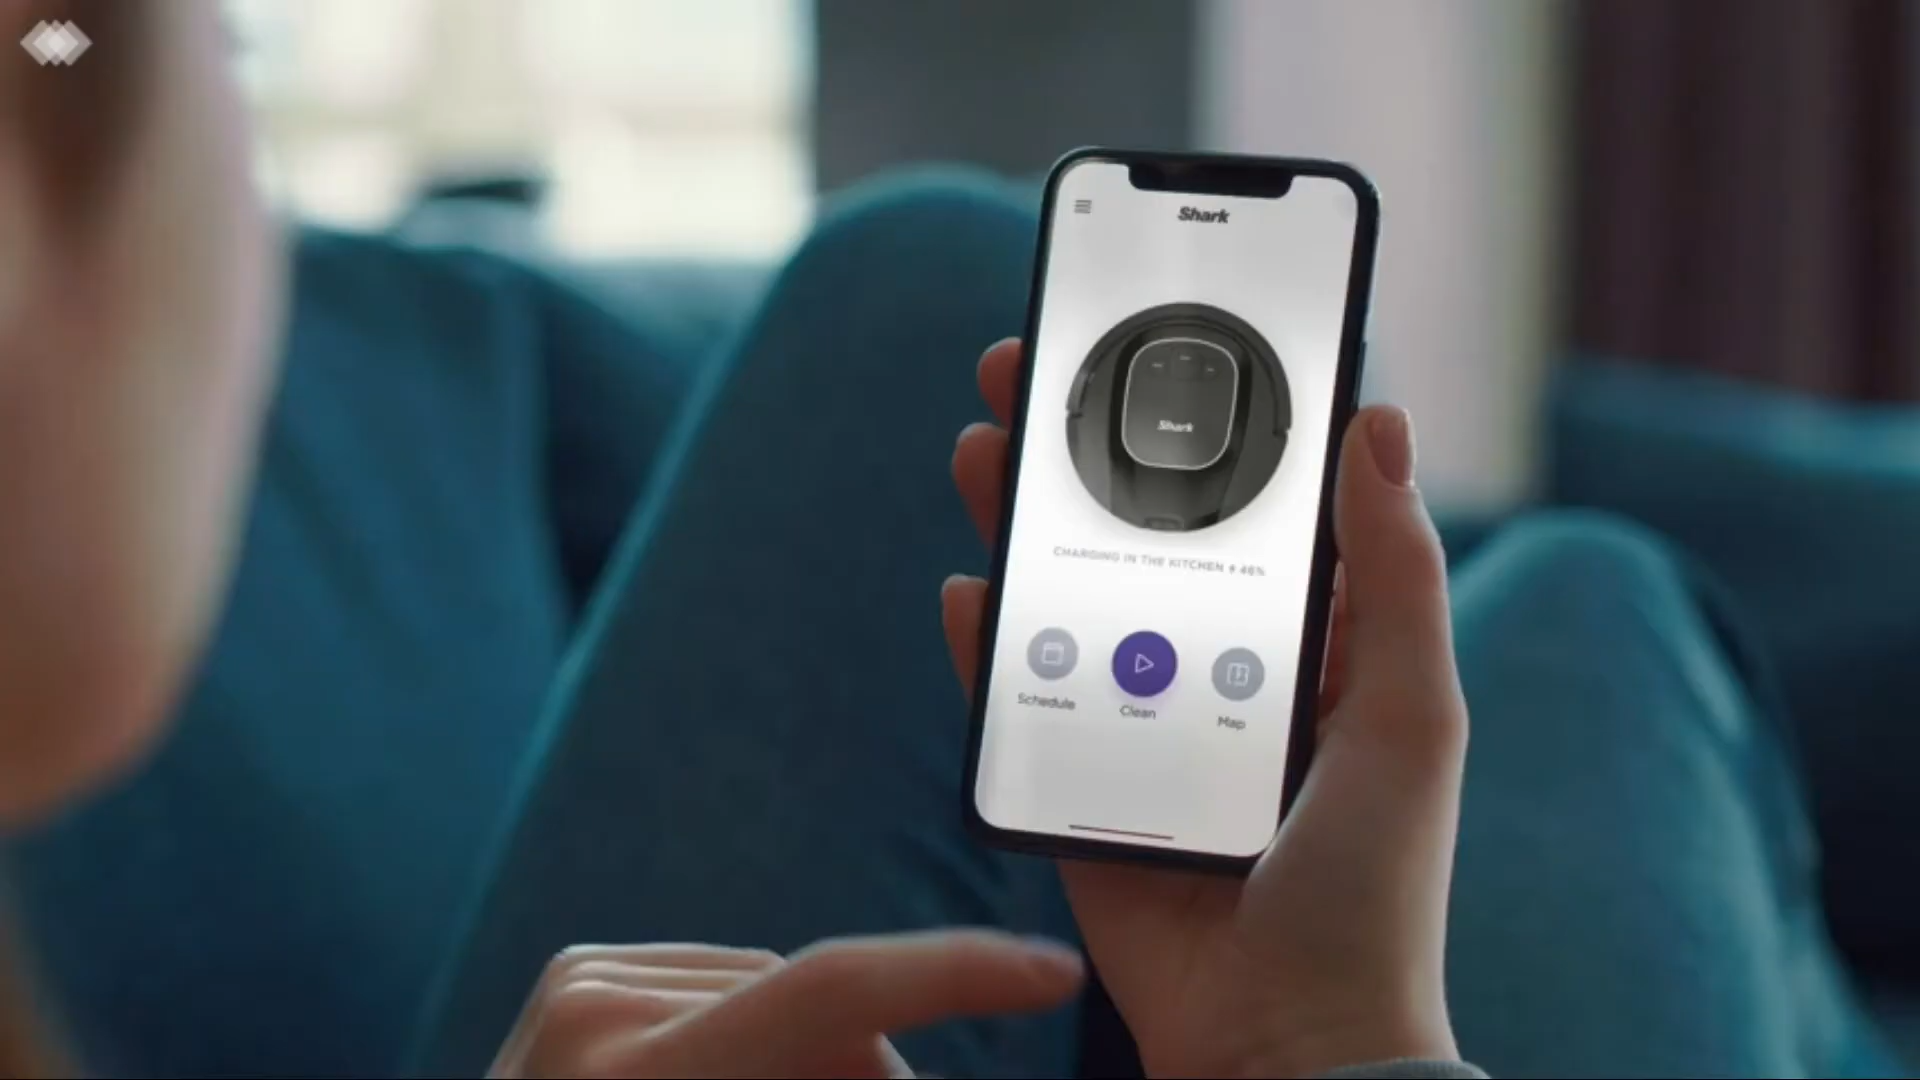 Shark
Shark
CHARGING IN THE KITCHEN 46%
Schedule
Clean
Map